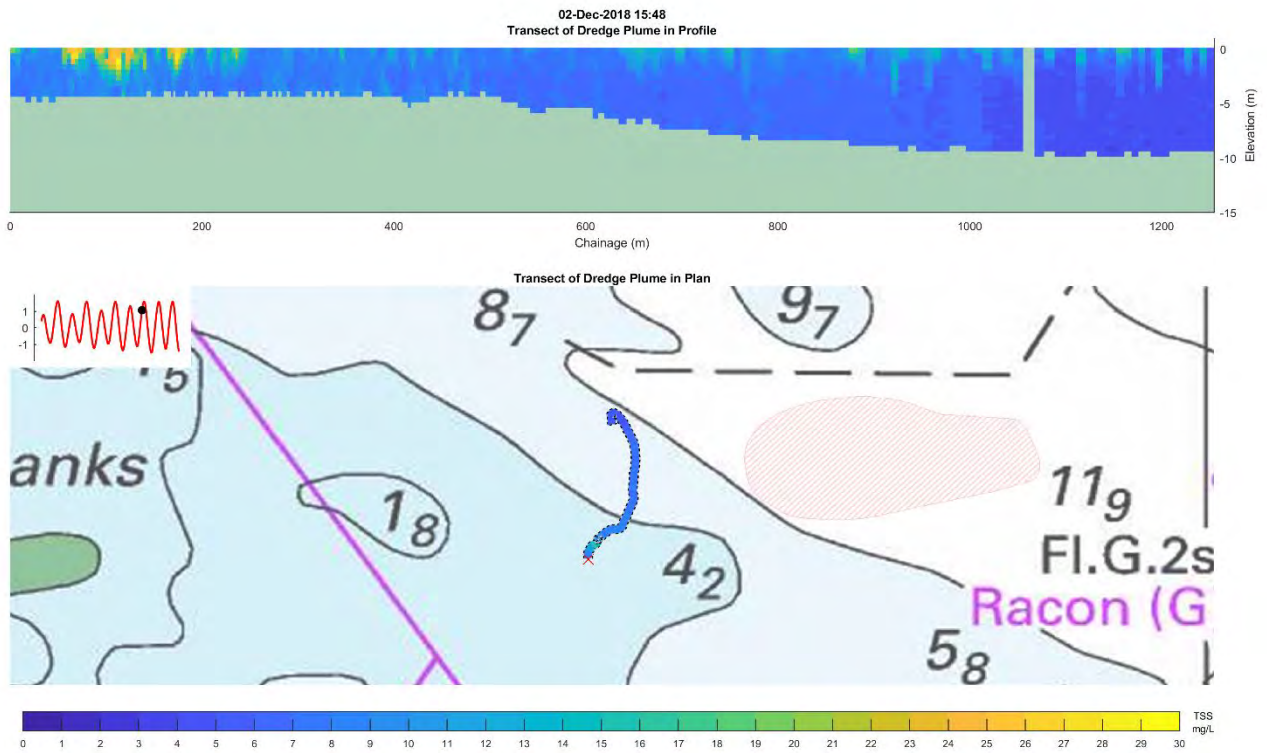 02-Dec-2018 15:48
Transect of Dredge Plume in Profile
0
-5
-10
-15
Elevation (m)
0 200 400 600 800 1000 1200
Chainage (m)
Transect of Dredge Plume in Plan
1
0
-1
87
97
5
anks
18
119
42
Fl.G.2s
Racon (G
58
TSS
mg/L
0 1 2 3 4 5 6 7 8 9 10 11 12 13 14 15 16 17 18 19 20 21 22 23 24 25 26 27 28 29 30